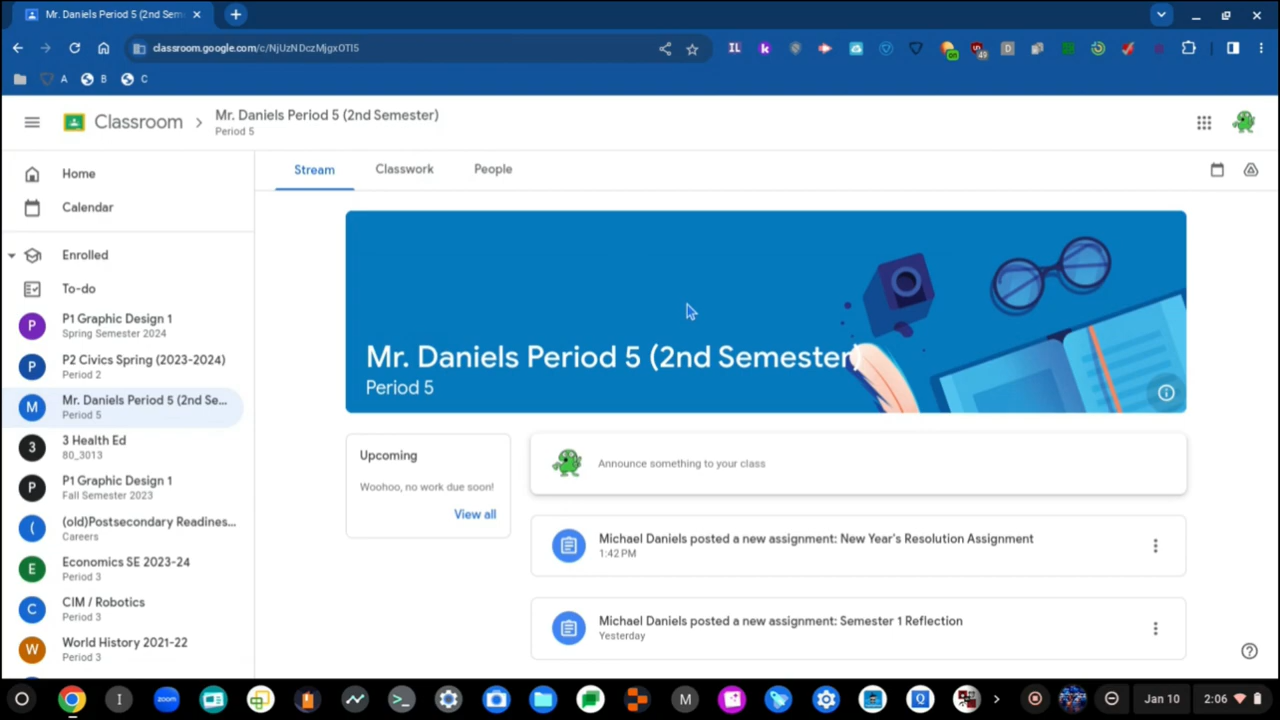 Mr. Daniels Period 5 (2nd Sem
classroom.google.com/c/NjUzNDczMjgxOTI5
IL
k
on
49
D
A
B
C
Classroom
Mr. Daniels Period 5 (2nd Semester)
Period 5
Home
Calendar
Enrolled
To-do
P
P1 Graphic Design 1
Spring Semester 2024
P
P2 Civics Spring (2023-2024)
Period 2
M
Mr. Daniels Period 5 (2nd Se...
Period 5
3
3 Health Ed
80_3013
P
P1 Graphic Design 1
Fall Semester 2023
(
(old)Postsecondary Readines...
Careers
E
Economics SE 2023-24
Period 3
C
CIM / Robotics
Period 3
W
World History 2021-22
Period 3
Stream
Classwork
People
Mr. Daniels Period 5 (2nd Semester)
Period 5
Upcoming
Woohoo, no work due soon!
View all
Announce something to your class
Michael Daniels posted a new assignment: New Year's Resolution Assignment
1:42 PM
Michael Daniels posted a new assignment: Semester 1 Reflection
Yesterday
I
zoom
M
Q
Jan 10
2:06